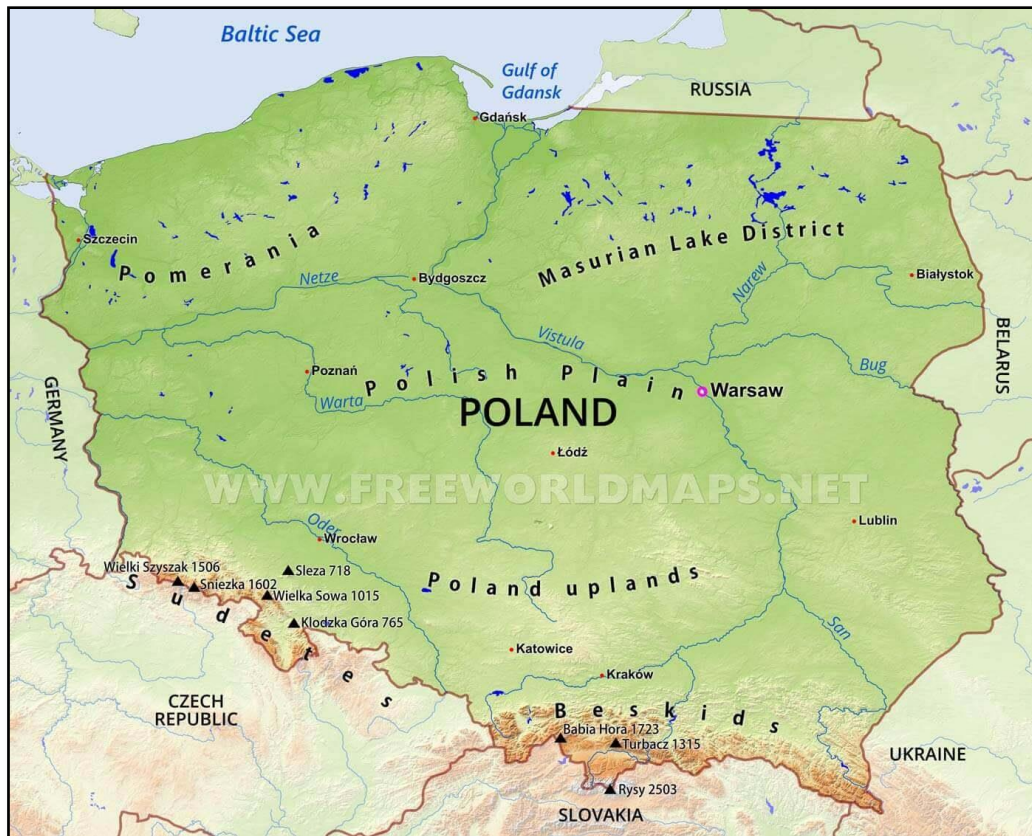 Baltic Sea
Gulf of
Gdansk
RUSSIA
Gdańsk
Szczecin
Pomerania
Masurian Lake District
Netze
Bydgoszcz
Narew
Białystok
Vistula
BELARUS
GERMANY
Poznań
Polish Plain
Bug
Warta
POLAND
Warsaw
Łódź
WWW.FREEWORLDMAPS.NET
Oder
Wrocław
Lublin
Wielki Szyszak 1506
Sniezka 1602
Sleza 718
Wielka Sowa 1015
Poland uplands
Sudetes
Klodzka Góra 765
San
Katowice
Kraków
CZECH
REPUBLIC
Beskids
Babia Hora 1723
Turbacz 1315
UKRAINE
Rysy 2503
SLOVAKIA